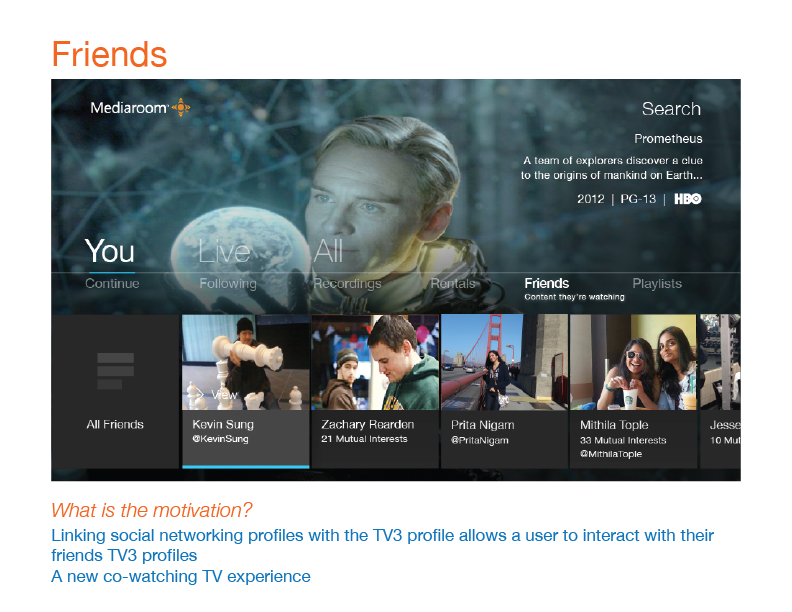 Friends
Mediaroom
Search
Prometheus
A team of explorers discover a clue
to the origins of mankind on Earth...
2012 | PG-13 | HBO
You Live All
Continue Following Recordings Rentals Friends Playlists
Content they're watching
View
All Friends
Kevin Sung
@KevinSung
Zachary Rearden
21 Mutual Interests
Prita Nigam
@PritaNigam
Mithila Tople
33 Mutual Interests
@MithilaTople
Jesse
10 Mut
What is the motivation?
Linking social networking profiles with the TV3 profile allows a user to interact with their
friends TV3 profiles
A new co-watching TV experience